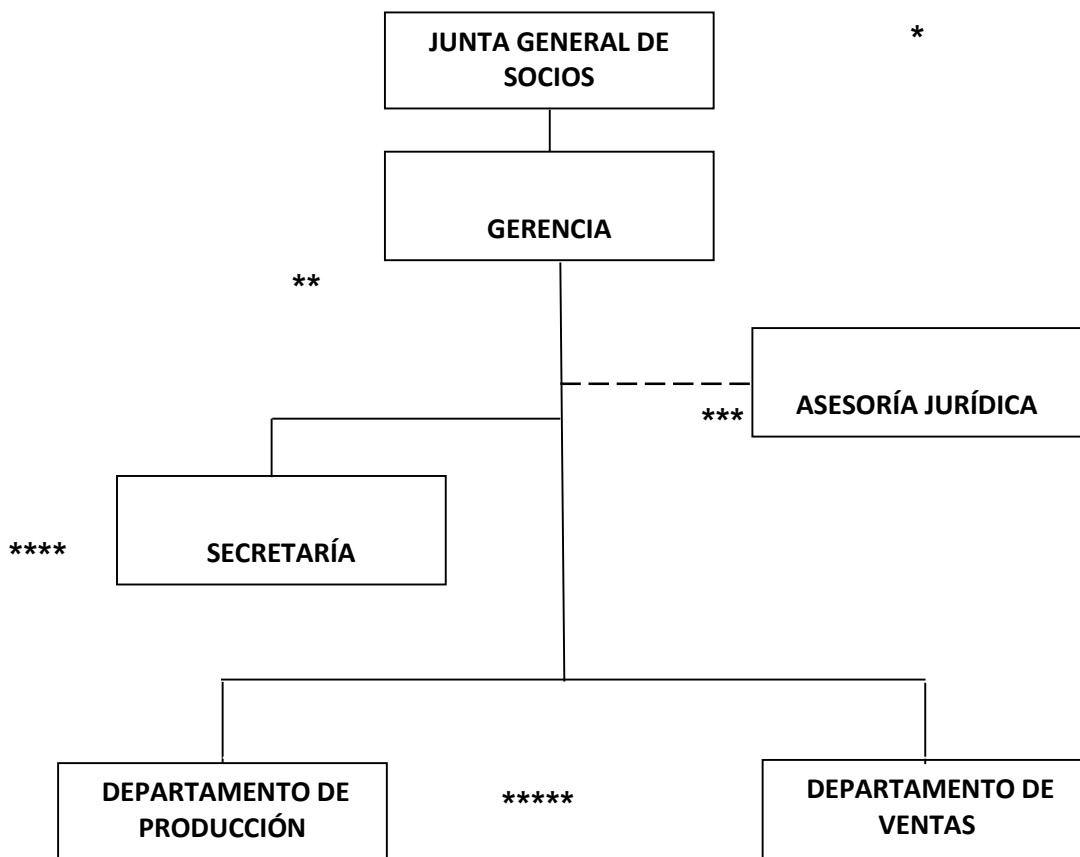 JUNTA GENERAL DE
SOCIOS
*
GERENCIA
**
ASESORÍA JURÍDICA
***
SECRETARÍA
****
DEPARTAMENTO DE
PRODUCCIÓN
*****
DEPARTAMENTO DE
VENTAS